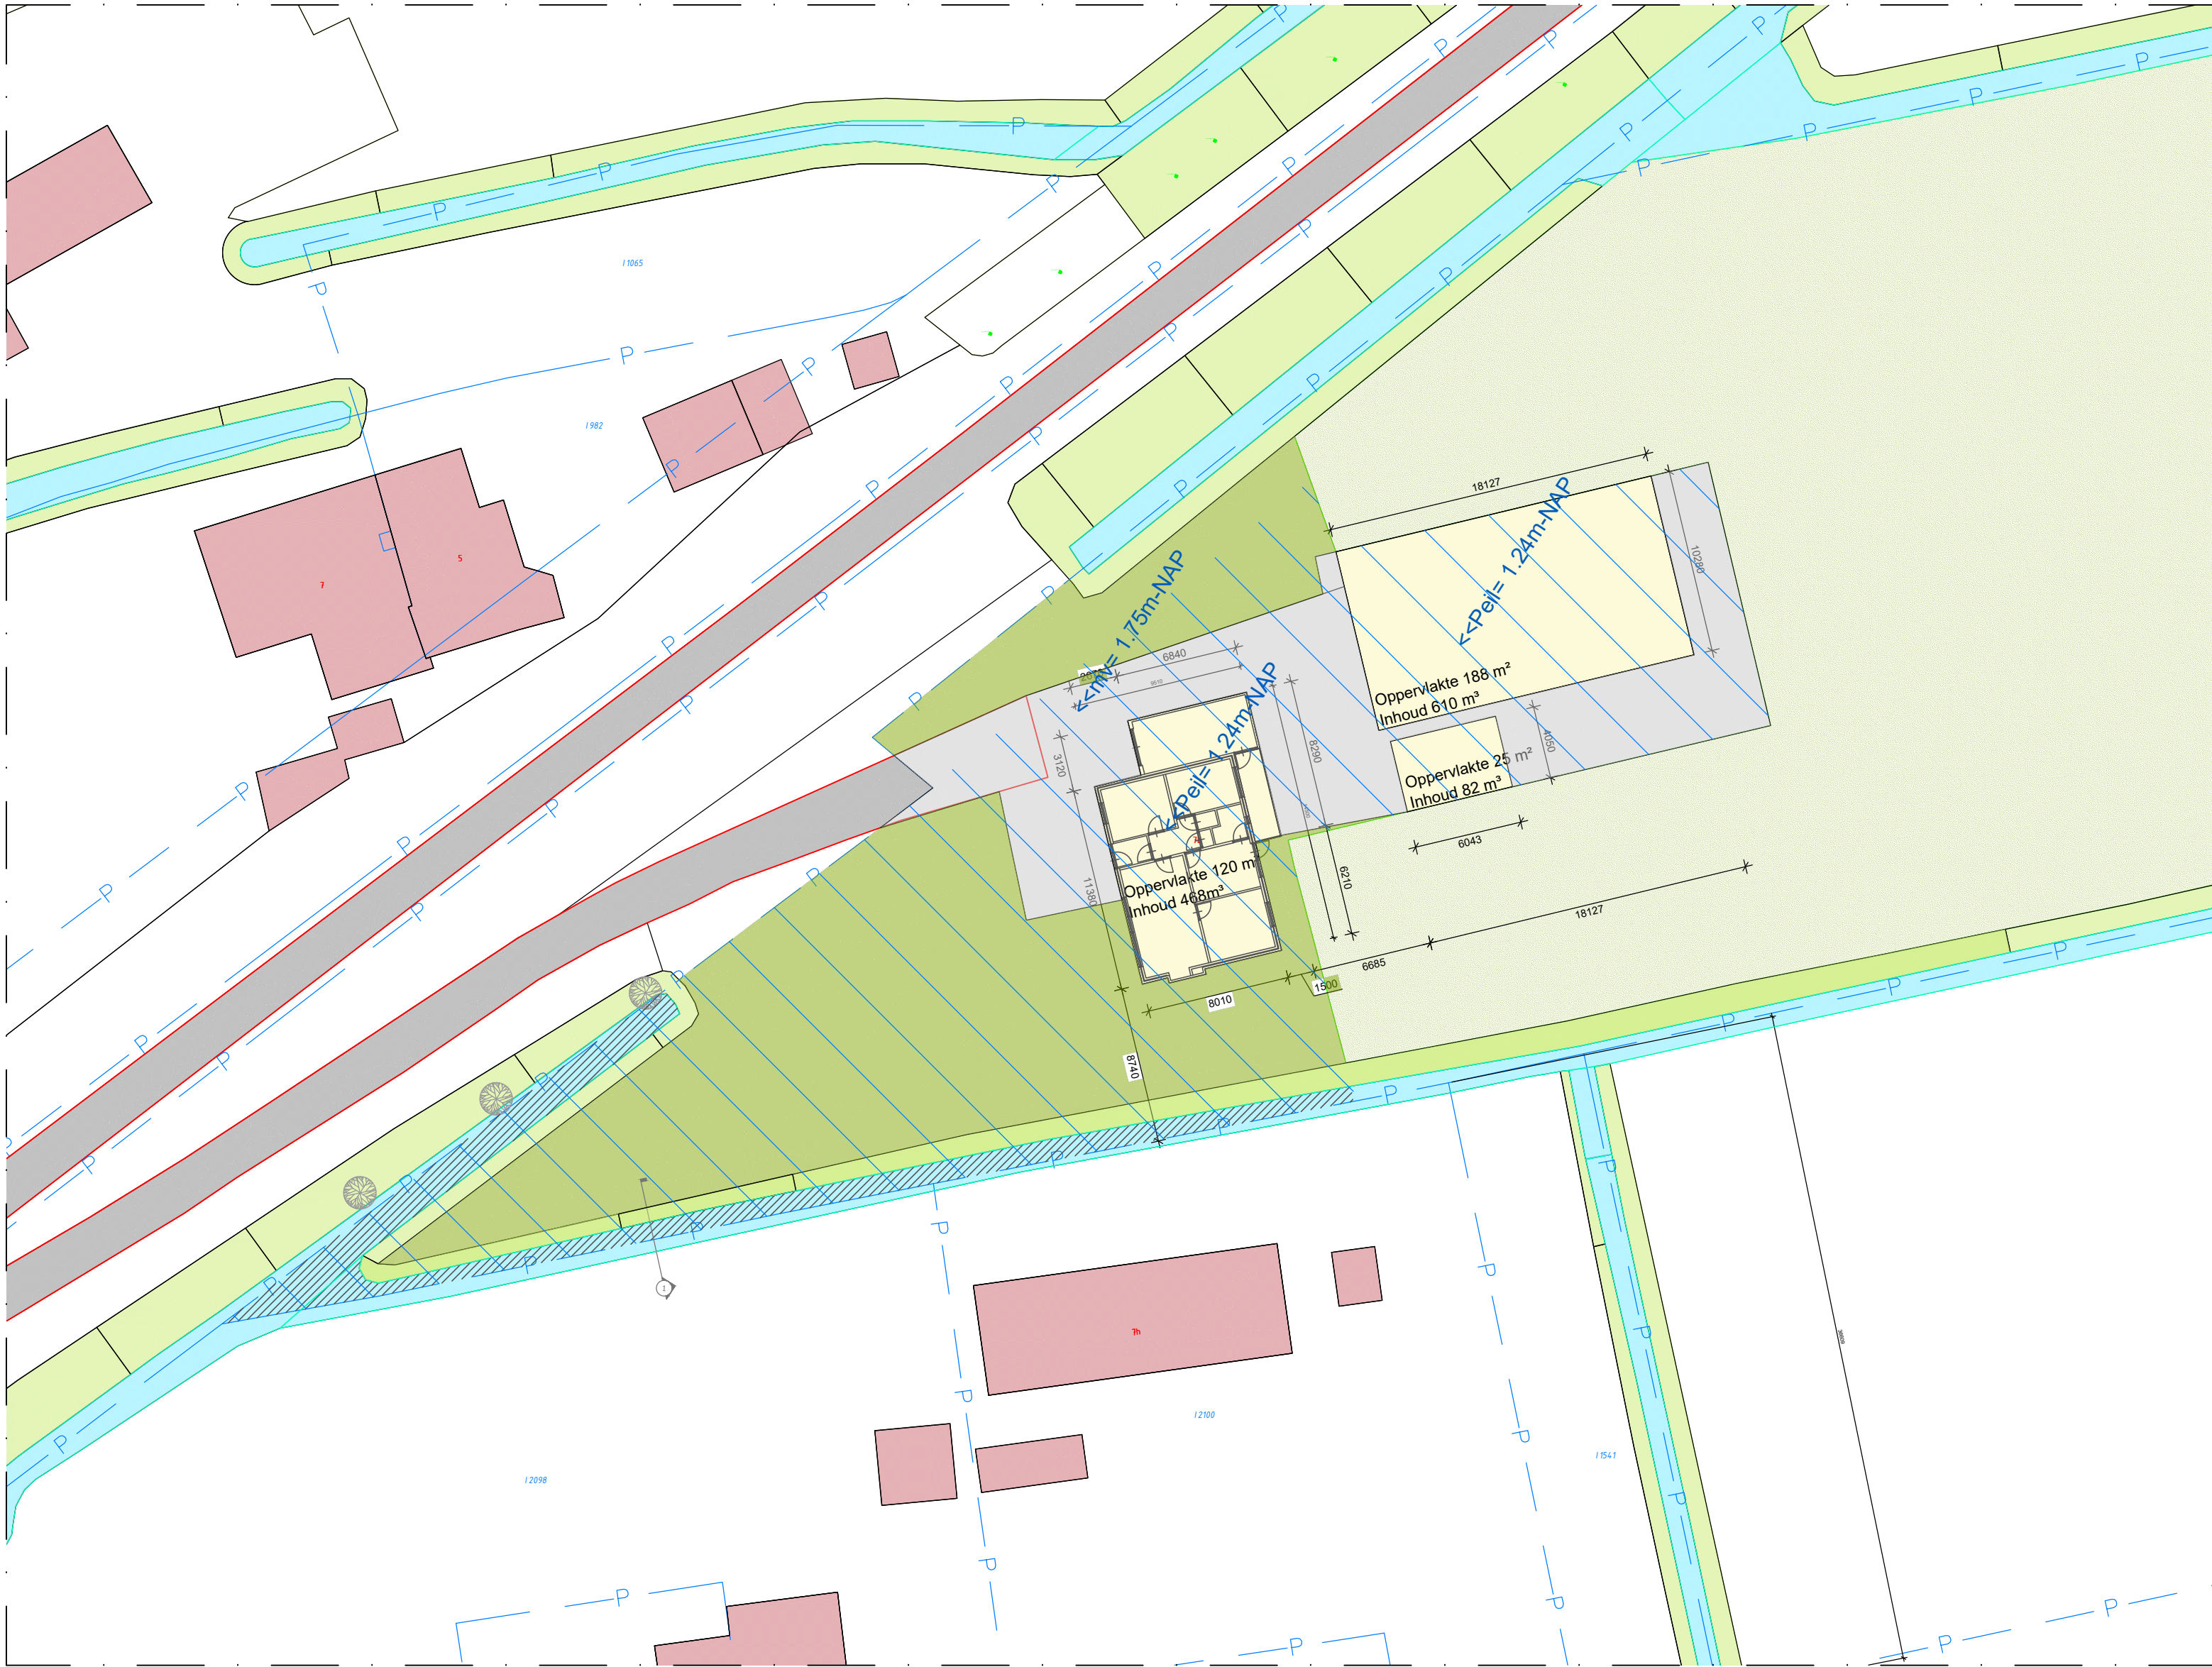 I 1065
I 982
5
7
18127
10280
<<Peil= 1.24m-NAP
<<mv= 1.75m-NAP
<<Peil= 1.24m-NAP
6840
8290
3120
Oppervlakte 188 m²
Inhoud 610 m³
4050
Oppervlakte 25 m²
Inhoud 82 m³
6043
11380
Oppervlakte 120 m
Inhoud 468m³
6210
18127
6685
1500
8010
8740
1
7h
I 2100
I 2098
I 1541
P
P
P
P
P
P
P
P
P
P
P
P